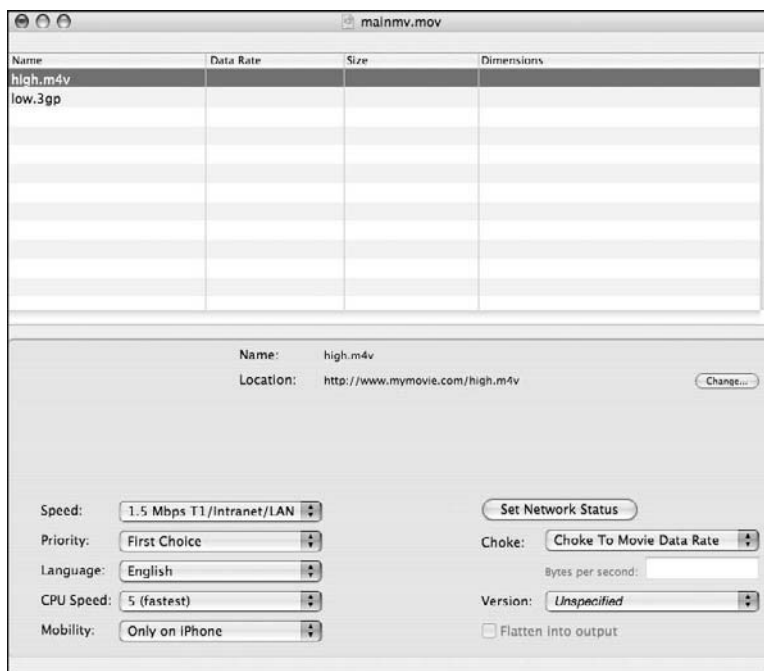 mainmv.mov
Name Data Rate Size Dimensions
high.m4v
low.3gp
Name: high.m4v
Location: http://www.mymovie.com/high.m4v Change...
Speed: 1.5 Mbps T1/Intranet/LAN Set Network Status
Priority: First Choice Choke: Choke To Movie Data Rate
Language: English Bytes per second:
CPU Speed: 5 (fastest) Version: Unspecified
Mobility: Only on iPhone Flatten into output